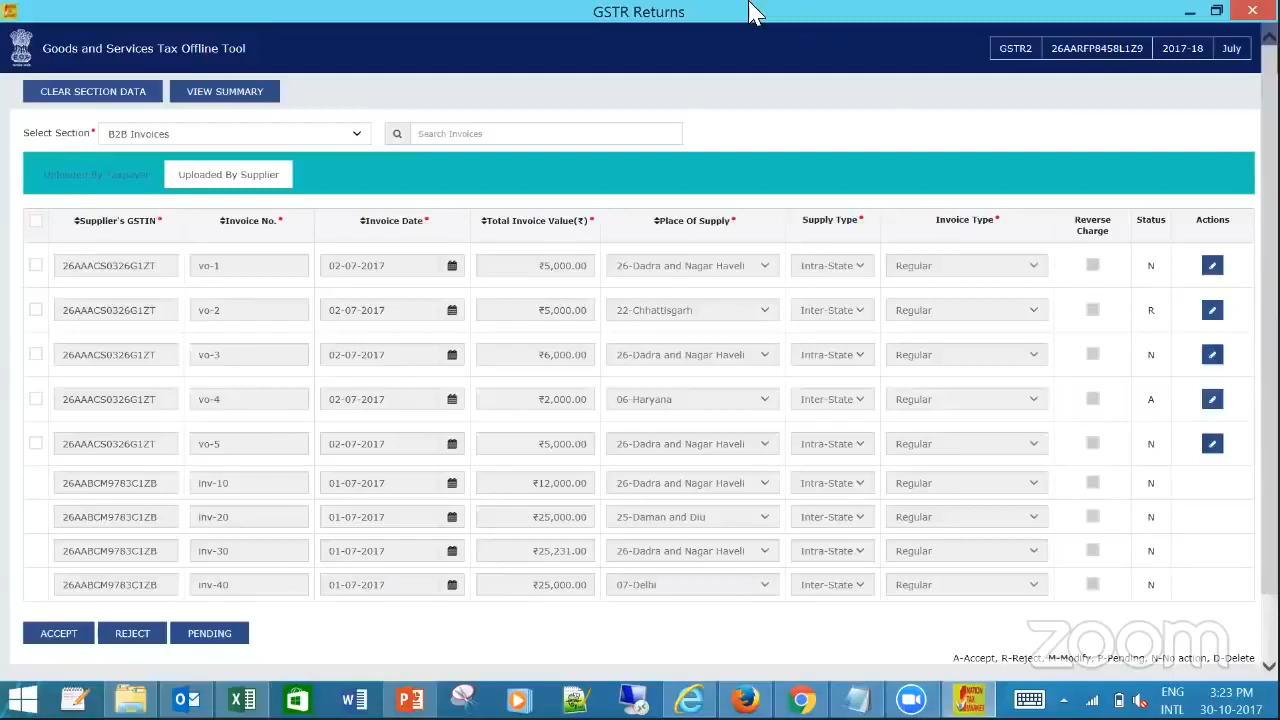 GSTR Returns
Goods and Services Tax Offline Tool
GSTR2 26AARFP8458L1Z9 2017-18 July
CLEAR SECTION DATA VIEW SUMMARY
Select Section* B2B Invoices Search Invoices
Uploaded By Taxpayer Uploaded By Supplier
Supplier's GSTIN* Invoice No.* Invoice Date* Total Invoice Value(₹)* Place Of Supply* Supply Type* Invoice Type* Reverse Charge Status Actions
26AAACS0326G1ZT vo-1 02-07-2017 ₹5,000.00 26-Dadra and Nagar Haveli Intra-State Regular N
26AAACS0326G1ZT vo-2 02-07-2017 ₹5,000.00 22-Chhattisgarh Inter-State Regular R
26AAACS0326G1ZT vo-3 02-07-2017 ₹6,000.00 26-Dadra and Nagar Haveli Intra-State Regular N
26AAACS0326G1ZT vo-4 02-07-2017 ₹2,000.00 06-Haryana Inter-State Regular A
26AAACS0326G1ZT vo-5 02-07-2017 ₹5,000.00 26-Dadra and Nagar Haveli Intra-State Regular N
26AABCM9783C1ZB inv-10 01-07-2017 ₹12,000.00 26-Dadra and Nagar Haveli Intra-State Regular N
26AABCM9783C1ZB inv-20 01-07-2017 ₹25,000.00 25-Daman and Diu Inter-State Regular N
26AABCM9783C1ZB inv-30 01-07-2017 ₹25,231.00 26-Dadra and Nagar Haveli Intra-State Regular N
26AABCM9783C1ZB inv-40 01-07-2017 ₹25,000.00 07-Delhi Inter-State Regular N
ACCEPT REJECT PENDING
zoom
A-Accept, R-Reject, M-Modify, P-Pending, N-No action, D-Delete
ENG 3:23 PM
INTL 30-10-2017